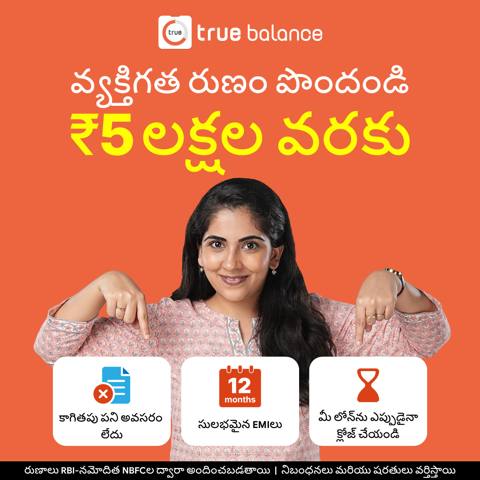 true
true balance
వ్యక్తిగత రుణం పొందండి
₹5 లక్షల వరకు
కాగితపు పని అవసరం
లేదు
12
months
సులభమైన EMIలు
మీ లోన్‌ను ఎప్పుడైనా
క్లోజ్ చేయండి
రుణాలు RBI-నమోదిత NBFCల ద్వారా అందించబడతాయి | నిబంధనలు మరియు షరతులు వర్తిస్తాయి